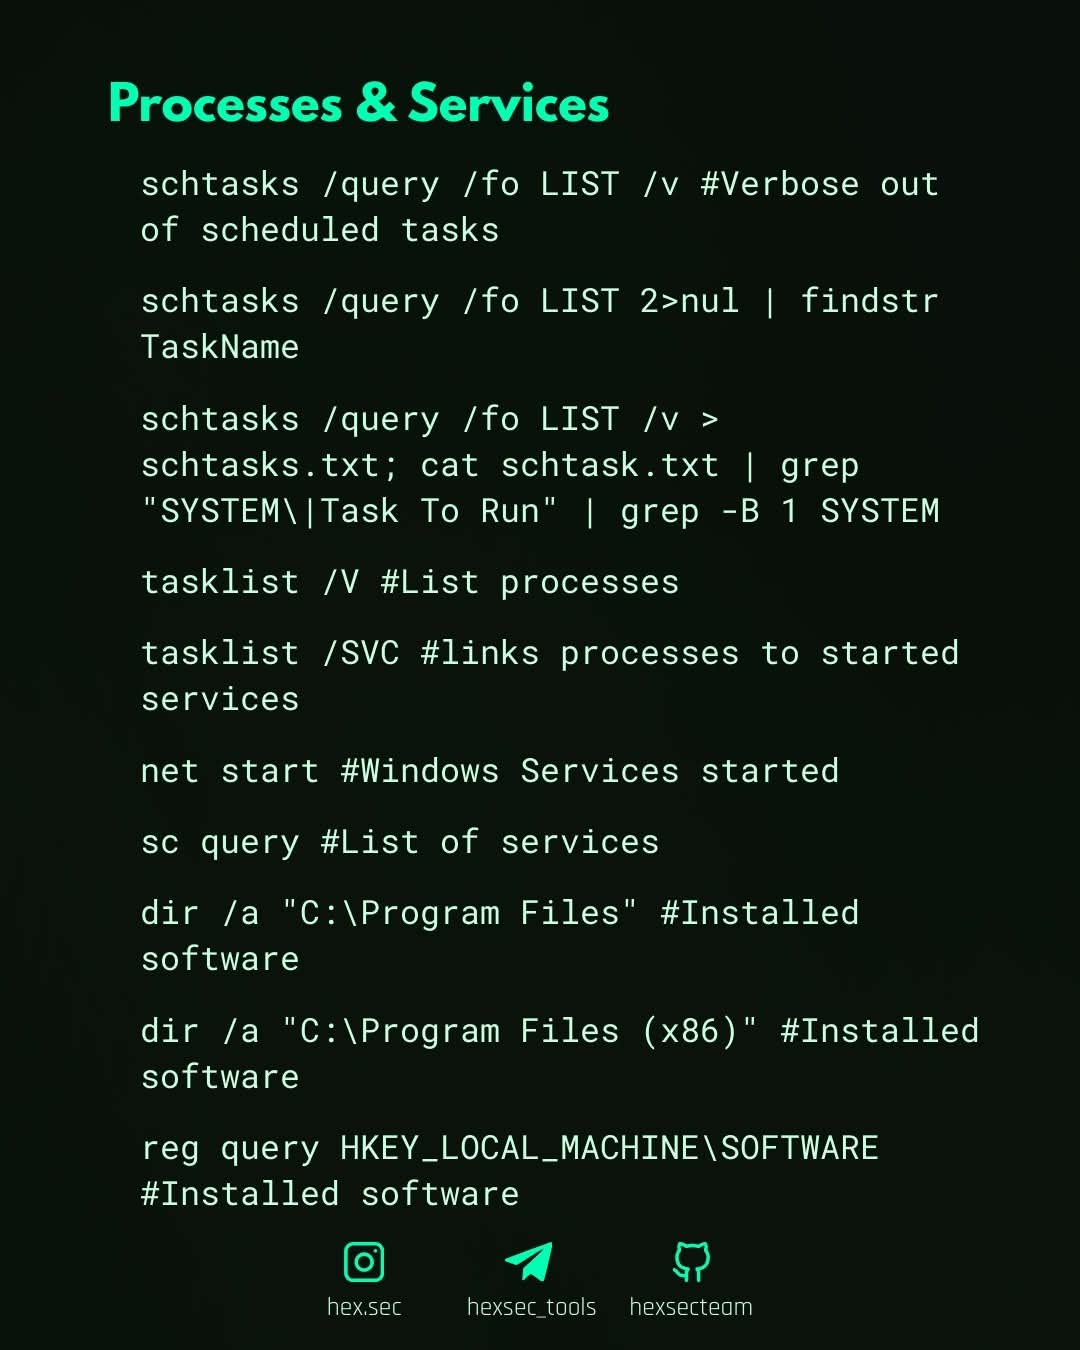 Processes & Services
schtasks /query /fo LIST /v #Verbose out
of scheduled tasks
schtasks /query /fo LIST 2>nul | findstr
TaskName
schtasks /query /fo LIST /v >
schtasks.txt; cat schtask.txt | grep
"SYSTEM\|Task To Run" | grep -B 1 SYSTEM
tasklist /V #List processes
tasklist /SVC #links processes to started
services
net start #Windows Services started
sc query #List of services
dir /a "C:\Program Files" #Installed
software
dir /a "C:\Program Files (x86)" #Installed
software
reg query HKEY_LOCAL_MACHINE\SOFTWARE
#Installed software
hex.sec hexsec_tools hexsecteam